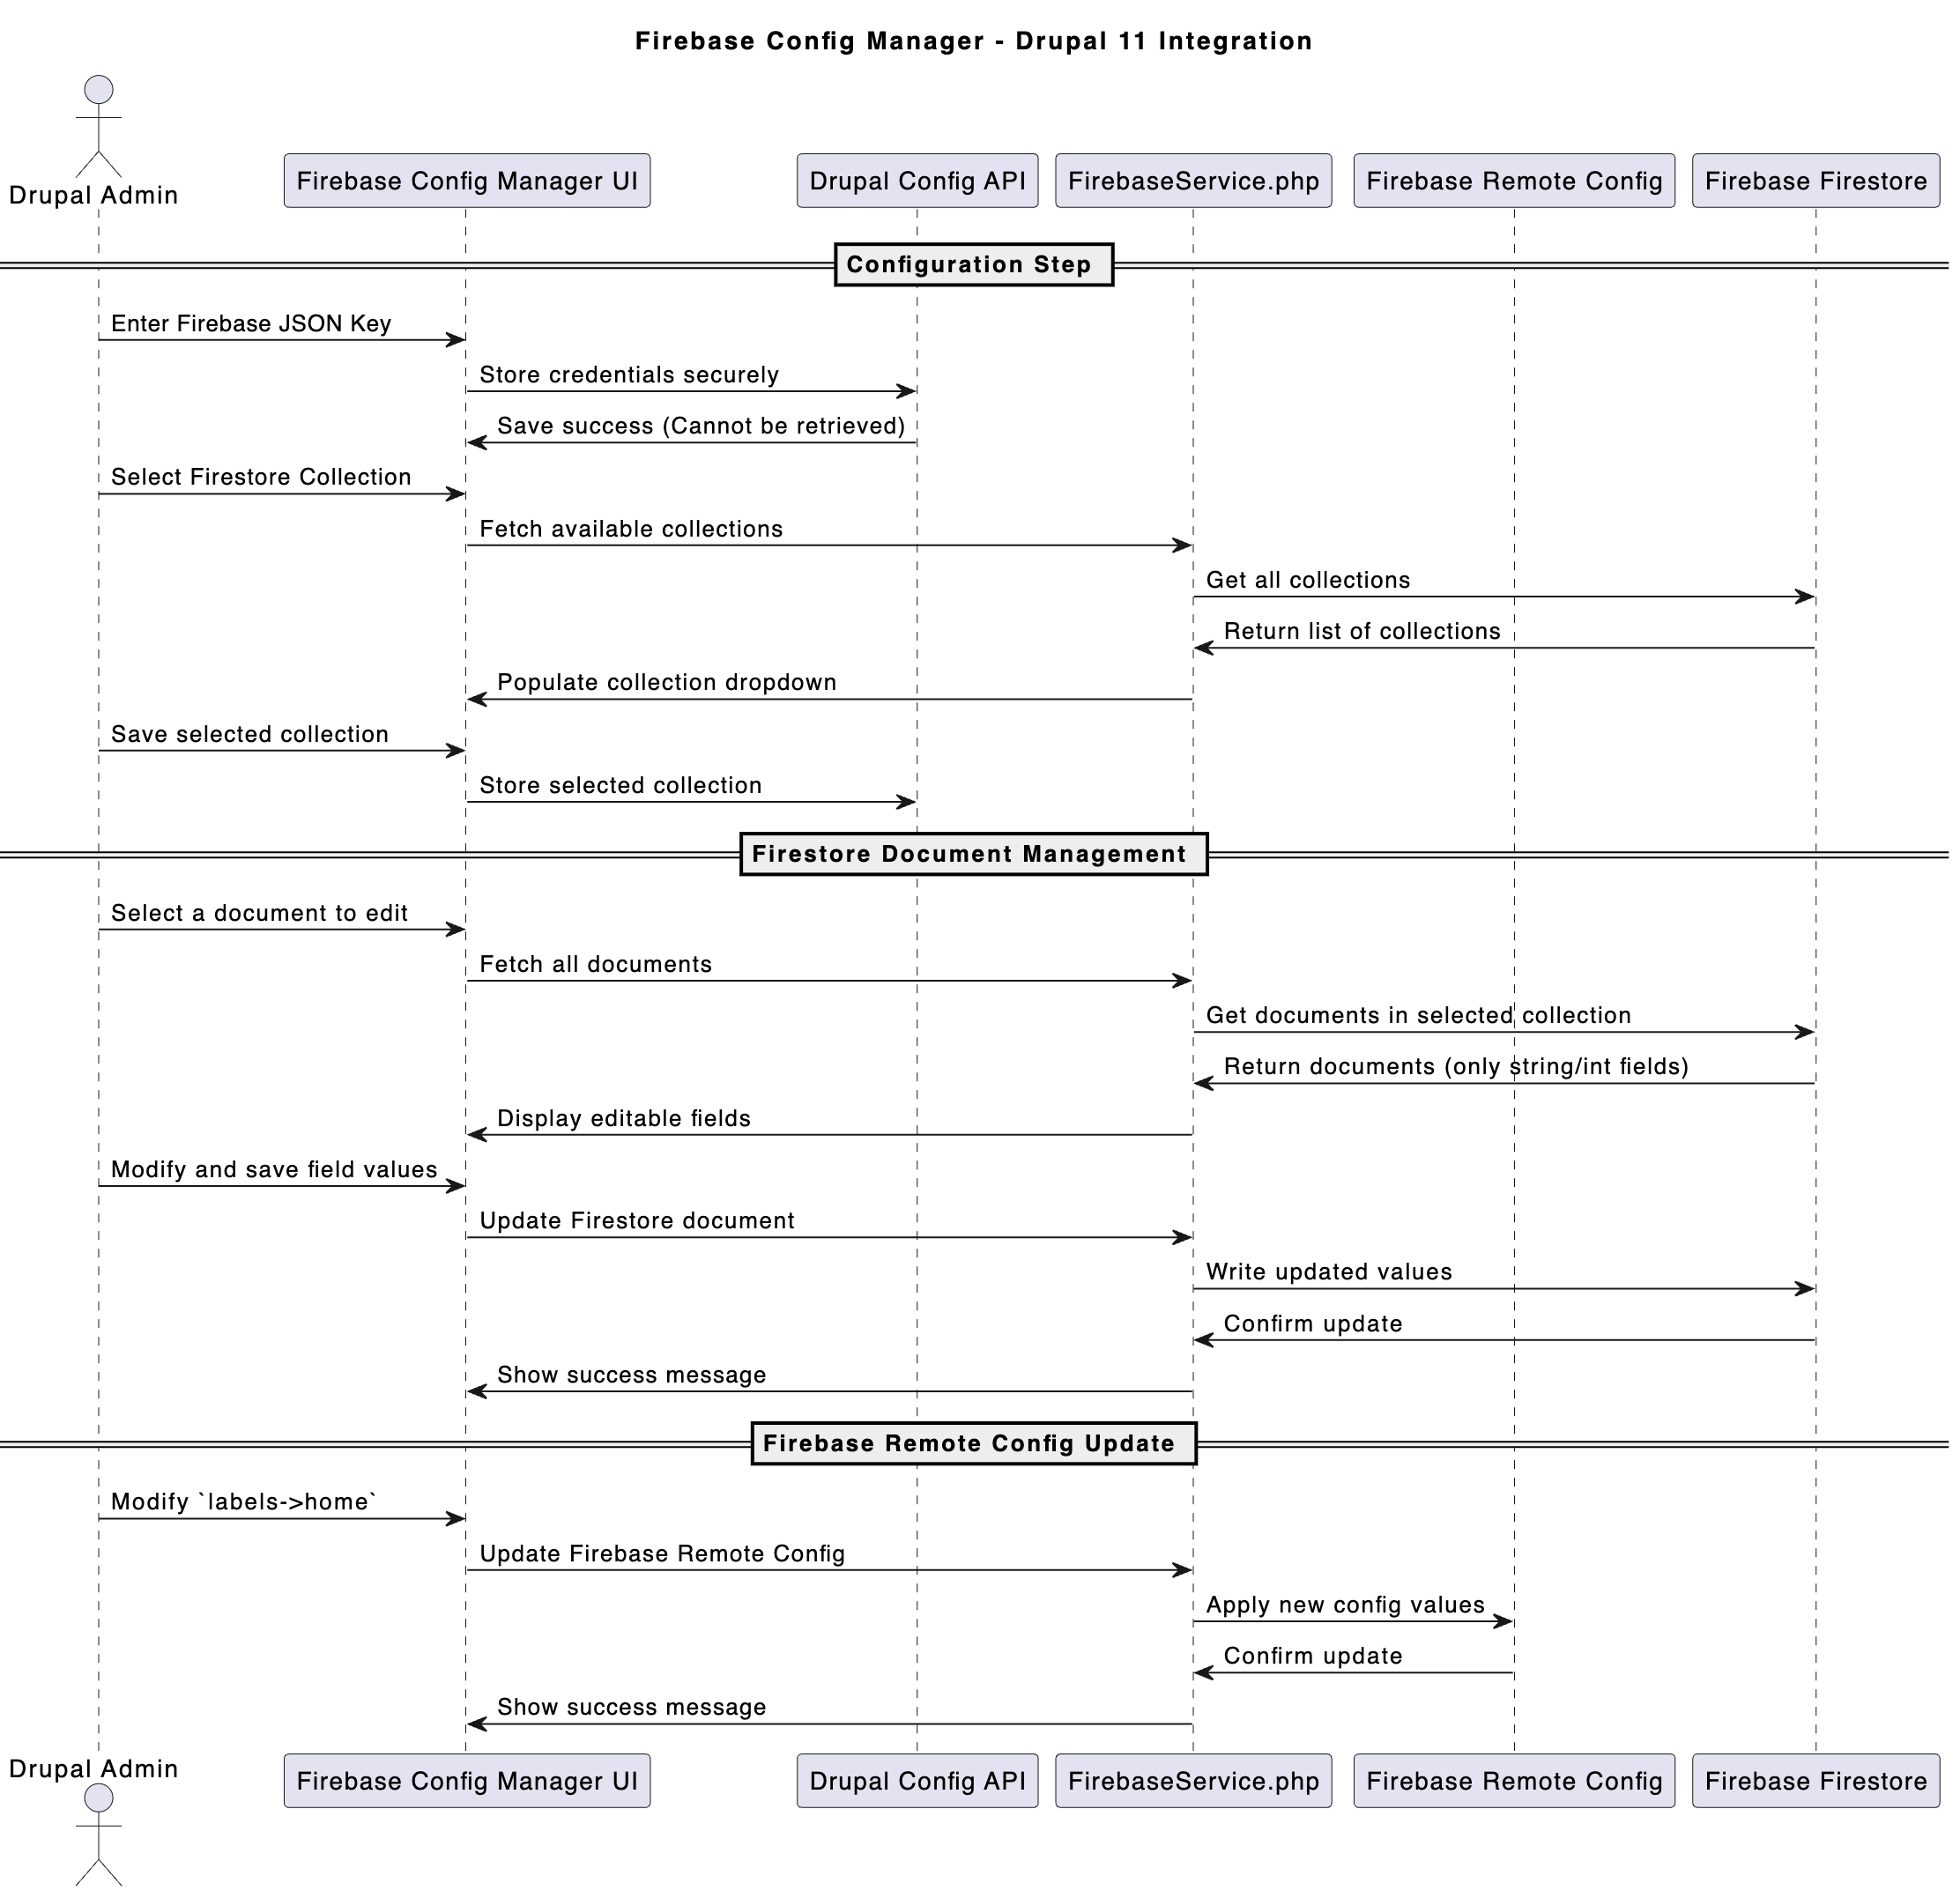 Firebase Config Manager - Drupal 11 Integration
Drupal Admin
Firebase Config Manager UI
Drupal Config API
FirebaseService.php
Firebase Remote Config
Firebase Firestore
Configuration Step
Enter Firebase JSON Key
Store credentials securely
Save success (Cannot be retrieved)
Select Firestore Collection
Fetch available collections
Get all collections
Return list of collections
Populate collection dropdown
Save selected collection
Store selected collection
Firestore Document Management
Select a document to edit
Fetch all documents
Get documents in selected collection
Return documents (only string/int fields)
Display editable fields
Modify and save field values
Update Firestore document
Write updated values
Confirm update
Show success message
Firebase Remote Config Update
Modify `labels->home`
Update Firebase Remote Config
Apply new config values
Confirm update
Show success message
Drupal Admin
Firebase Config Manager UI
Drupal Config API
FirebaseService.php
Firebase Remote Config
Firebase Firestore